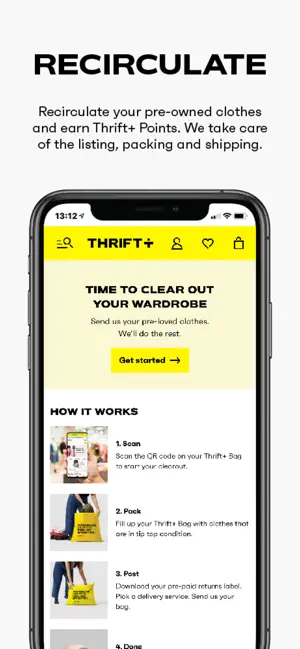 RECIRCULATE
Recirculate your pre-owned clothes
and earn Thrift+ Points. We take care
of the listing, packing and shipping.
13:12
THRIFT+
TIME TO CLEAR OUT
YOUR WARDROBE
Send us your pre-loved clothes.
We'll do the rest.
Get started →
HOW IT WORKS
1. Scan
Scan the QR code on your Thrift+ Bag
to start your clearout.
2. Pack
Fill up your Thrift+ Bag with clothes that
are in tip top condition.
3. Post
Download your pre-paid returns label.
Pick a delivery service. Send us your
bag.
4. Done